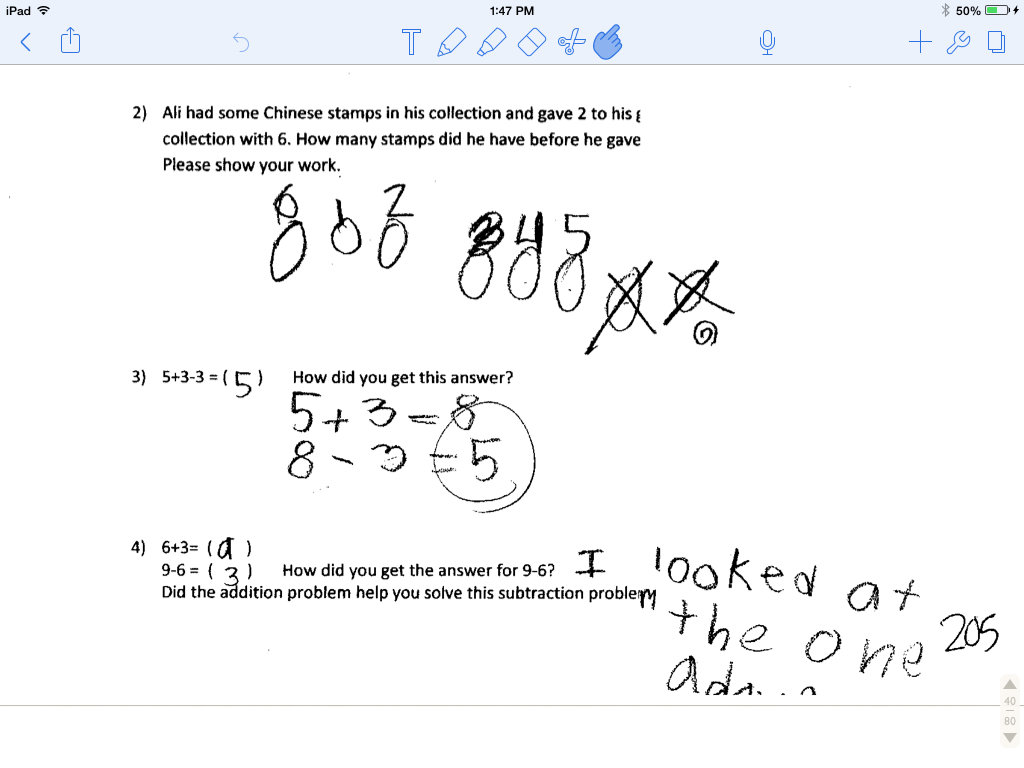 iPad 1:47 PM 50%
T
2) Ali had some Chinese stamps in his collection and gave 2 to his
collection with 6. How many stamps did he have before he gave
Please show your work.
6 1 2 3 4 5
3) 5+3-3 = (5) How did you get this answer?
5 + 3 = 8
8 - 3 = 5
4) 6+3= ( )
9-6 = ( 3 ) How did you get the answer for 9-6? I looked at
Did the addition problem help you solve this subtraction problem
the one
205
40
80